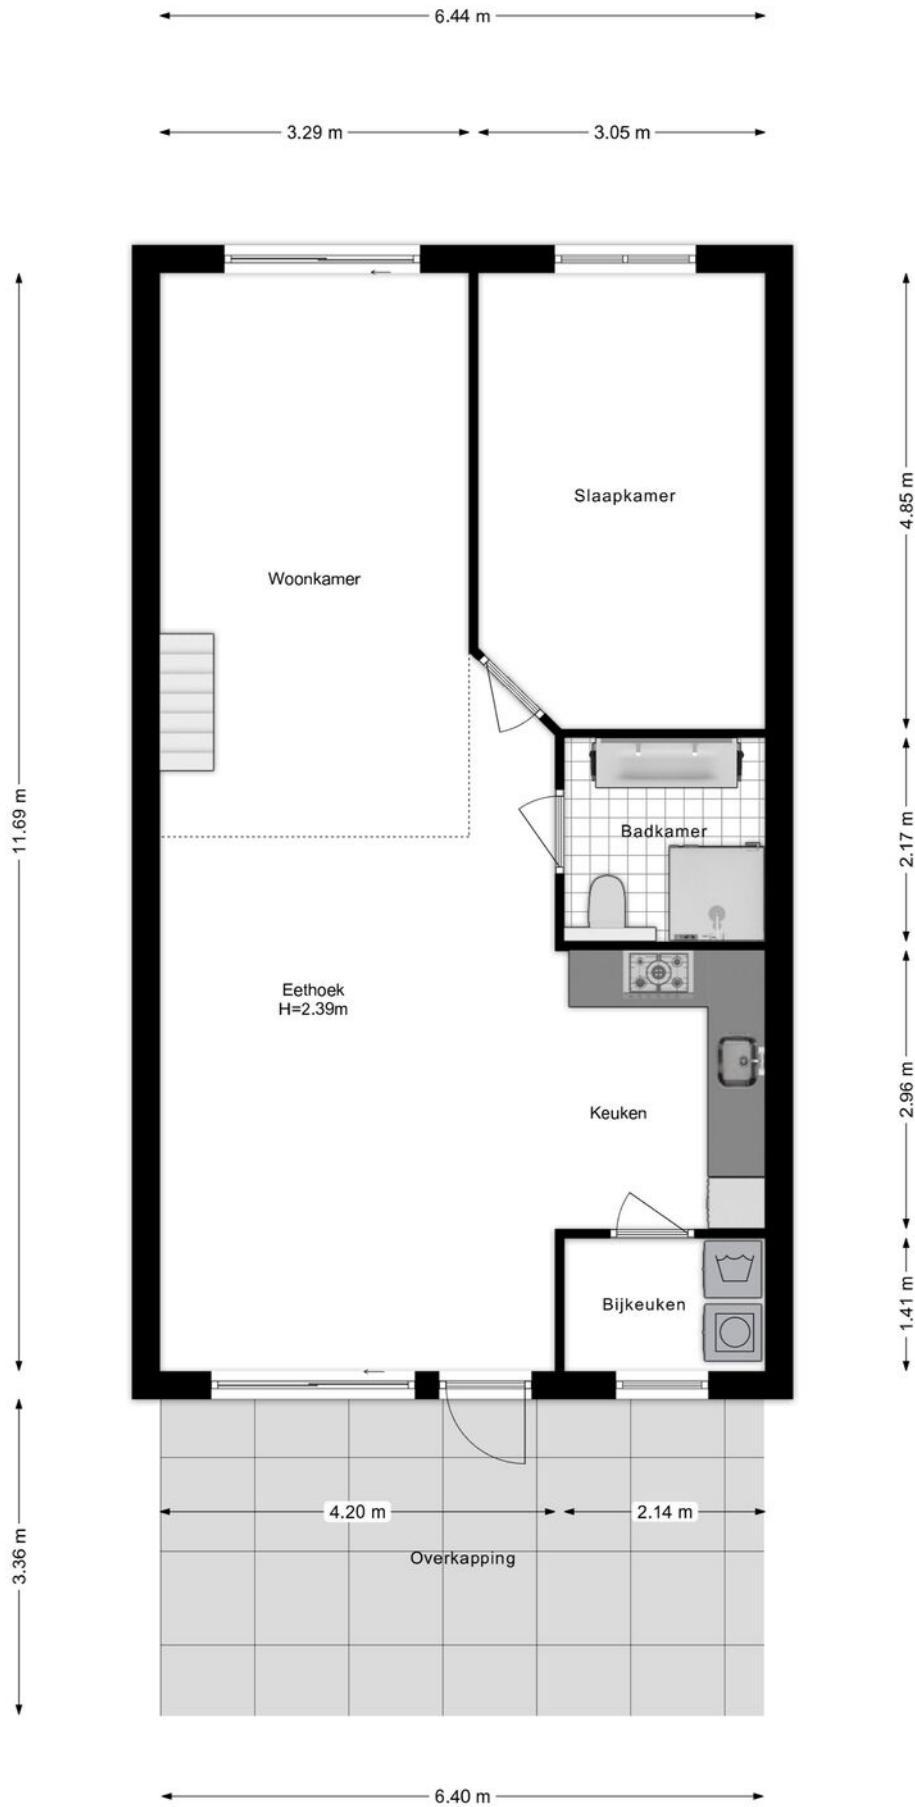 6.44 m
3.29 m
3.05 m
4.85 m
Slaapkamer
Woonkamer
11.69 m
2.17 m
Badkamer
Eethoek
H=2.39m
2.96 m
Keuken
1.41 m
Bijkeuken
4.20 m
2.14 m
3.36 m
Overkapping
6.40 m